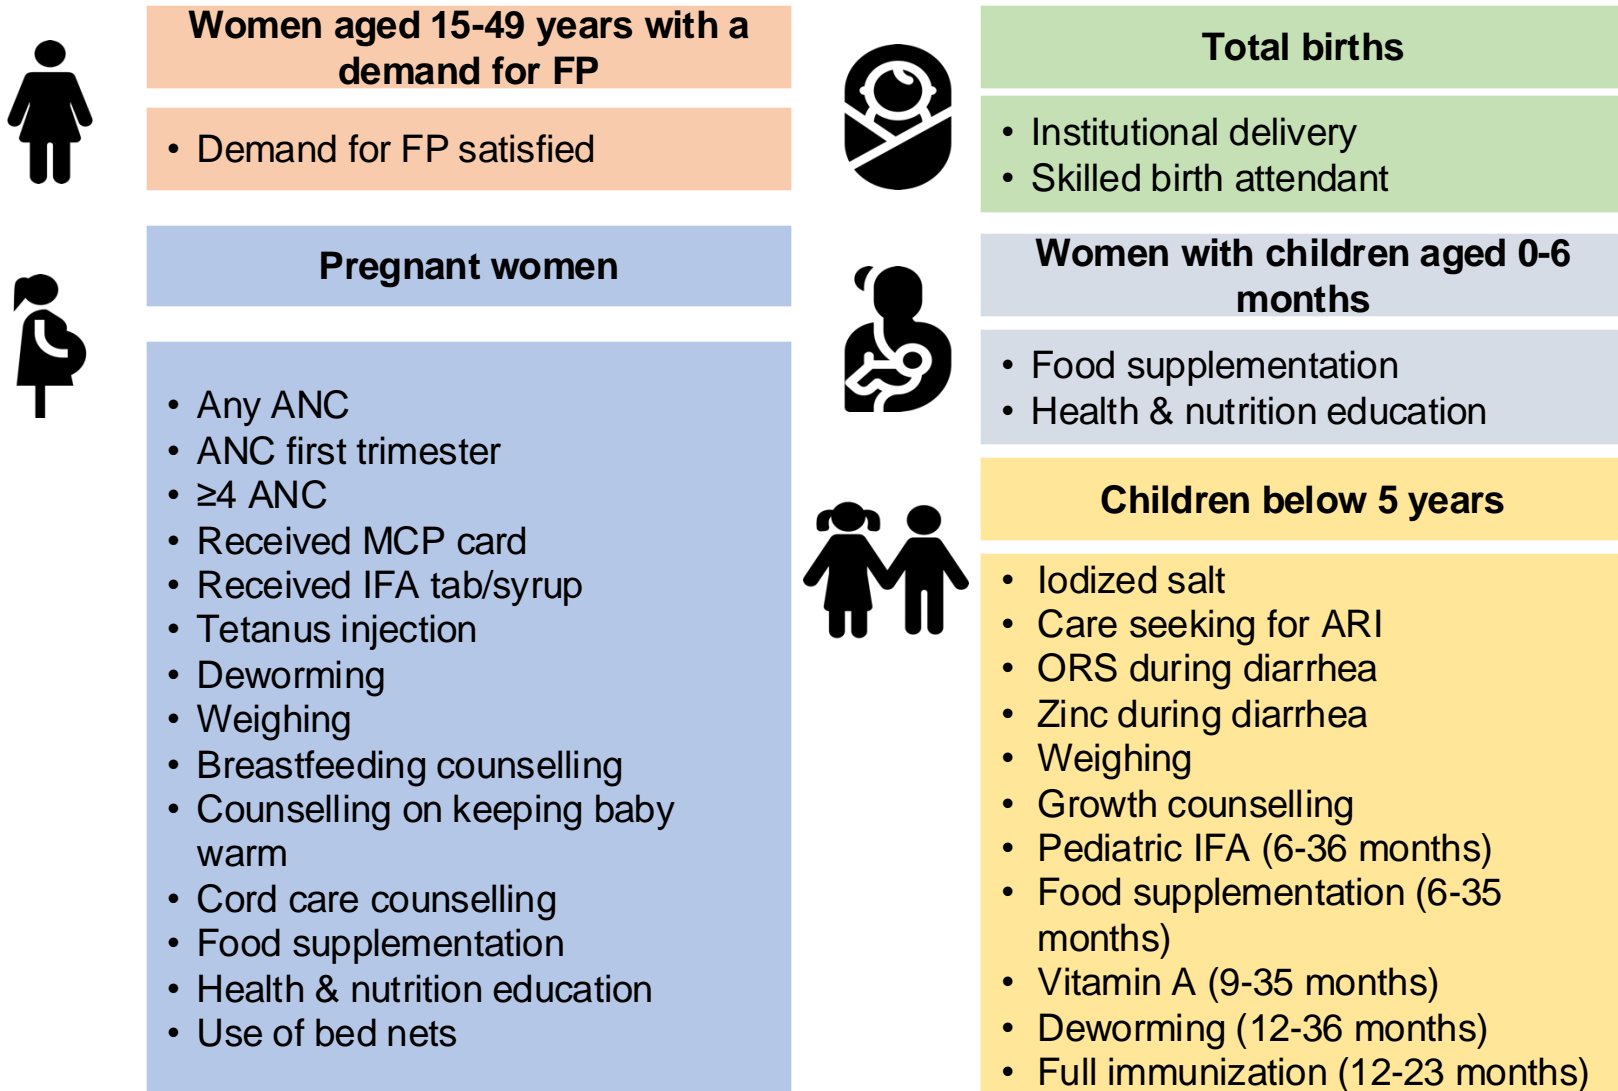 Women aged 15-49 years with a
demand for FP
• Demand for FP satisfied
Pregnant women
• Any ANC
• ANC first trimester
• ≥4 ANC
• Received MCP card
• Received IFA tab/syrup
• Tetanus injection
• Deworming
• Weighing
• Breastfeeding counselling
• Counselling on keeping baby
warm
• Cord care counselling
• Food supplementation
• Health & nutrition education
• Use of bed nets
Total births
• Institutional delivery
• Skilled birth attendant
Women with children aged 0-6
months
• Food supplementation
• Health & nutrition education
Children below 5 years
• Iodized salt
• Care seeking for ARI
• ORS during diarrhea
• Zinc during diarrhea
• Weighing
• Growth counselling
• Pediatric IFA (6-36 months)
• Food supplementation (6-35
months)
• Vitamin A (9-35 months)
• Deworming (12-36 months)
• Full immunization (12-23 months)